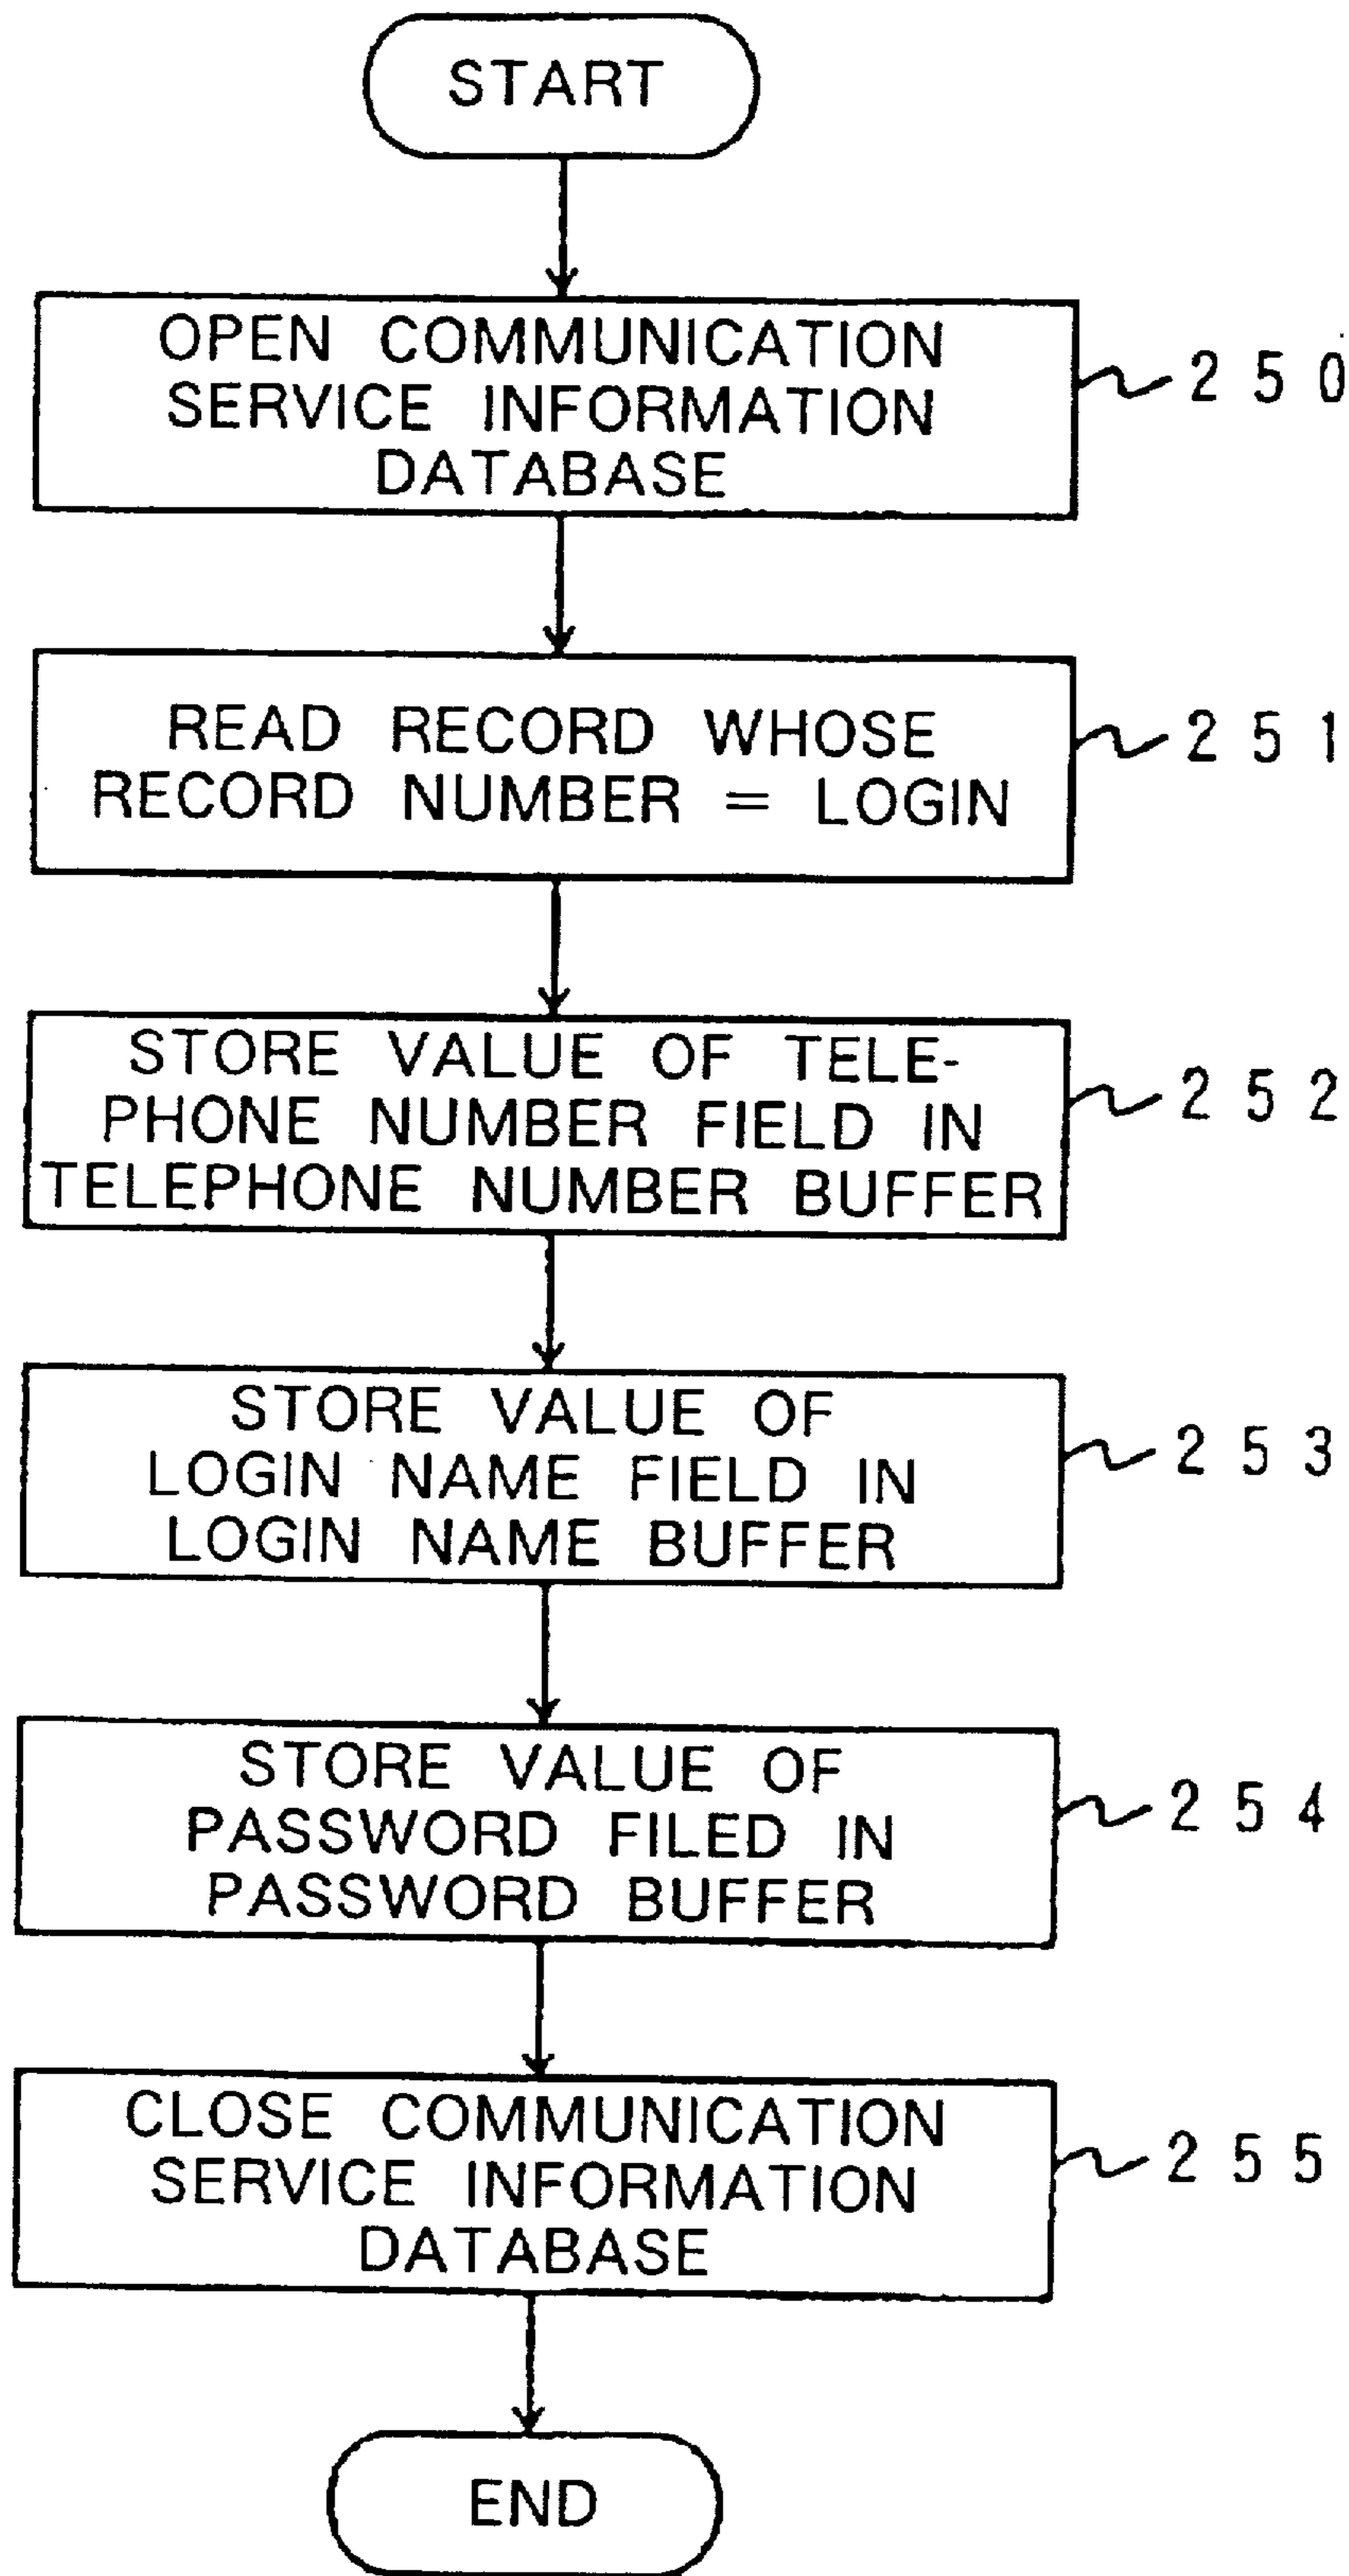 START
OPEN COMMUNICATION
SERVICE INFORMATION
DATABASE
250
READ RECORD WHOSE
RECORD NUMBER = LOGIN
251
STORE VALUE OF TELE-
PHONE NUMBER FIELD IN
TELEPHONE NUMBER BUFFER
252
STORE VALUE OF
LOGIN NAME FIELD IN
LOGIN NAME BUFFER
253
STORE VALUE OF
PASSWORD FILED IN
PASSWORD BUFFER
254
CLOSE COMMUNICATION
SERVICE INFORMATION
DATABASE
255
END